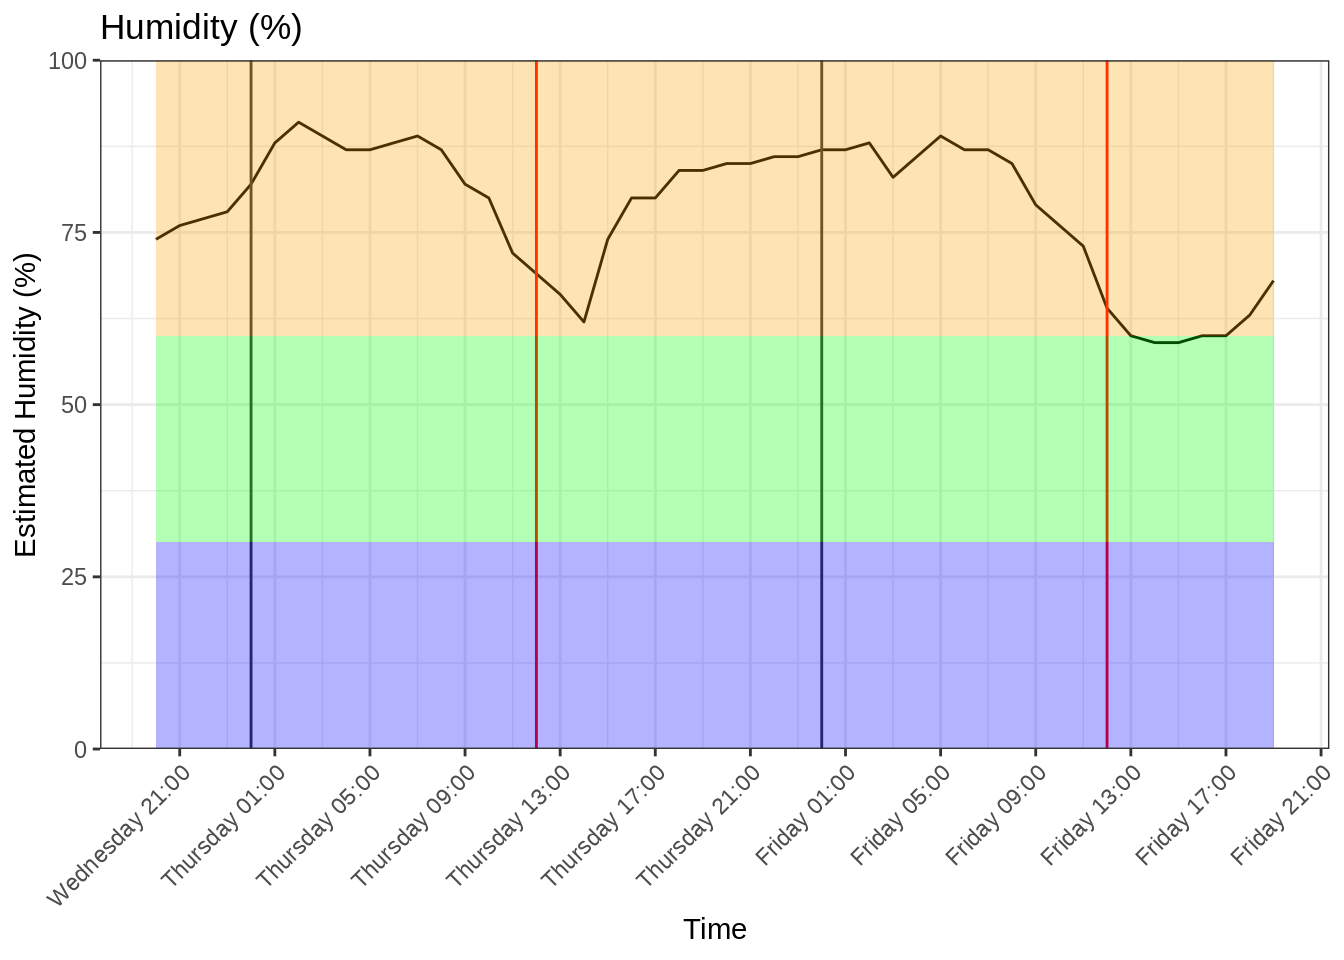 Humidity (%)
Estimated Humidity (%)
100
75
50
25
0
Wednesday 21:00
Thursday 01:00
Thursday 05:00
Thursday 09:00
Thursday 13:00
Thursday 17:00
Thursday 21:00
Friday 01:00
Friday 05:00
Friday 09:00
Friday 13:00
Friday 17:00
Friday 21:00
Time